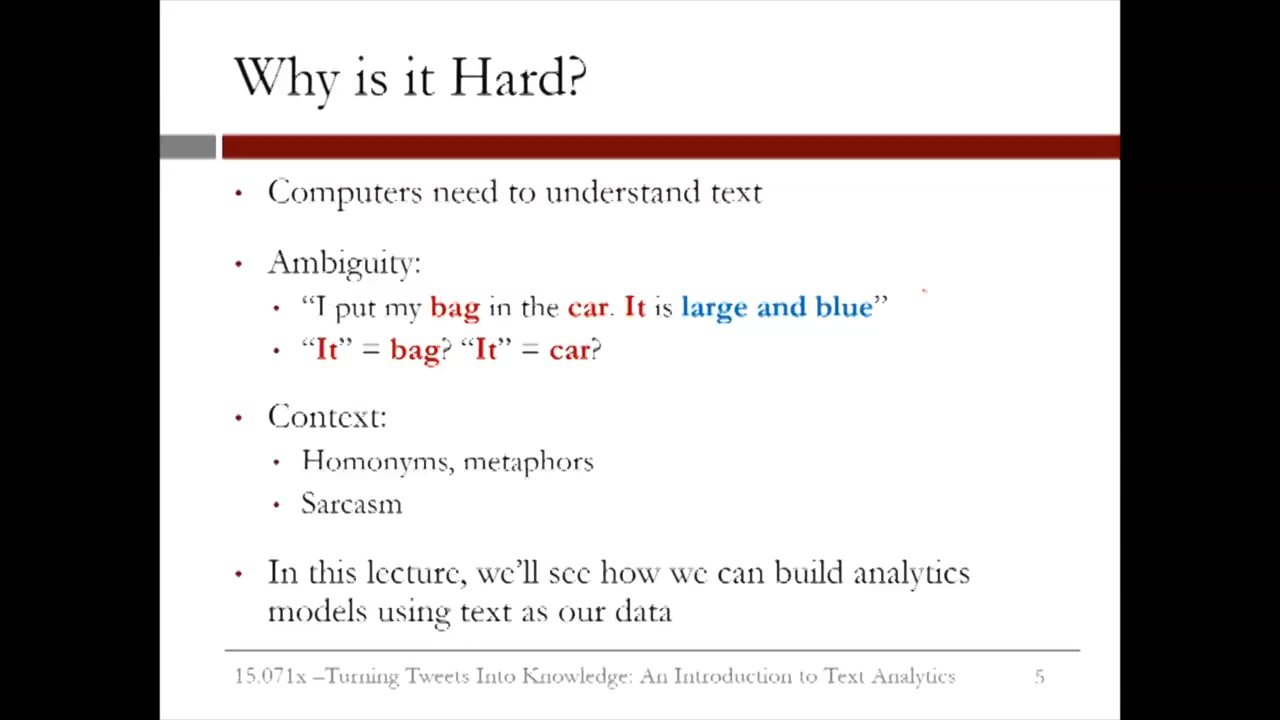 Why is it Hard?
• Computers need to understand text
• Ambiguity:
• “I put my bag in the car. It is large and blue”
• “It” = bag? “It” = car?
• Context:
• Homonyms, metaphors
• Sarcasm
• In this lecture, we’ll see how we can build analytics
models using text as our data
15.071x –Turning Tweets Into Knowledge: An Introduction to Text Analytics 5